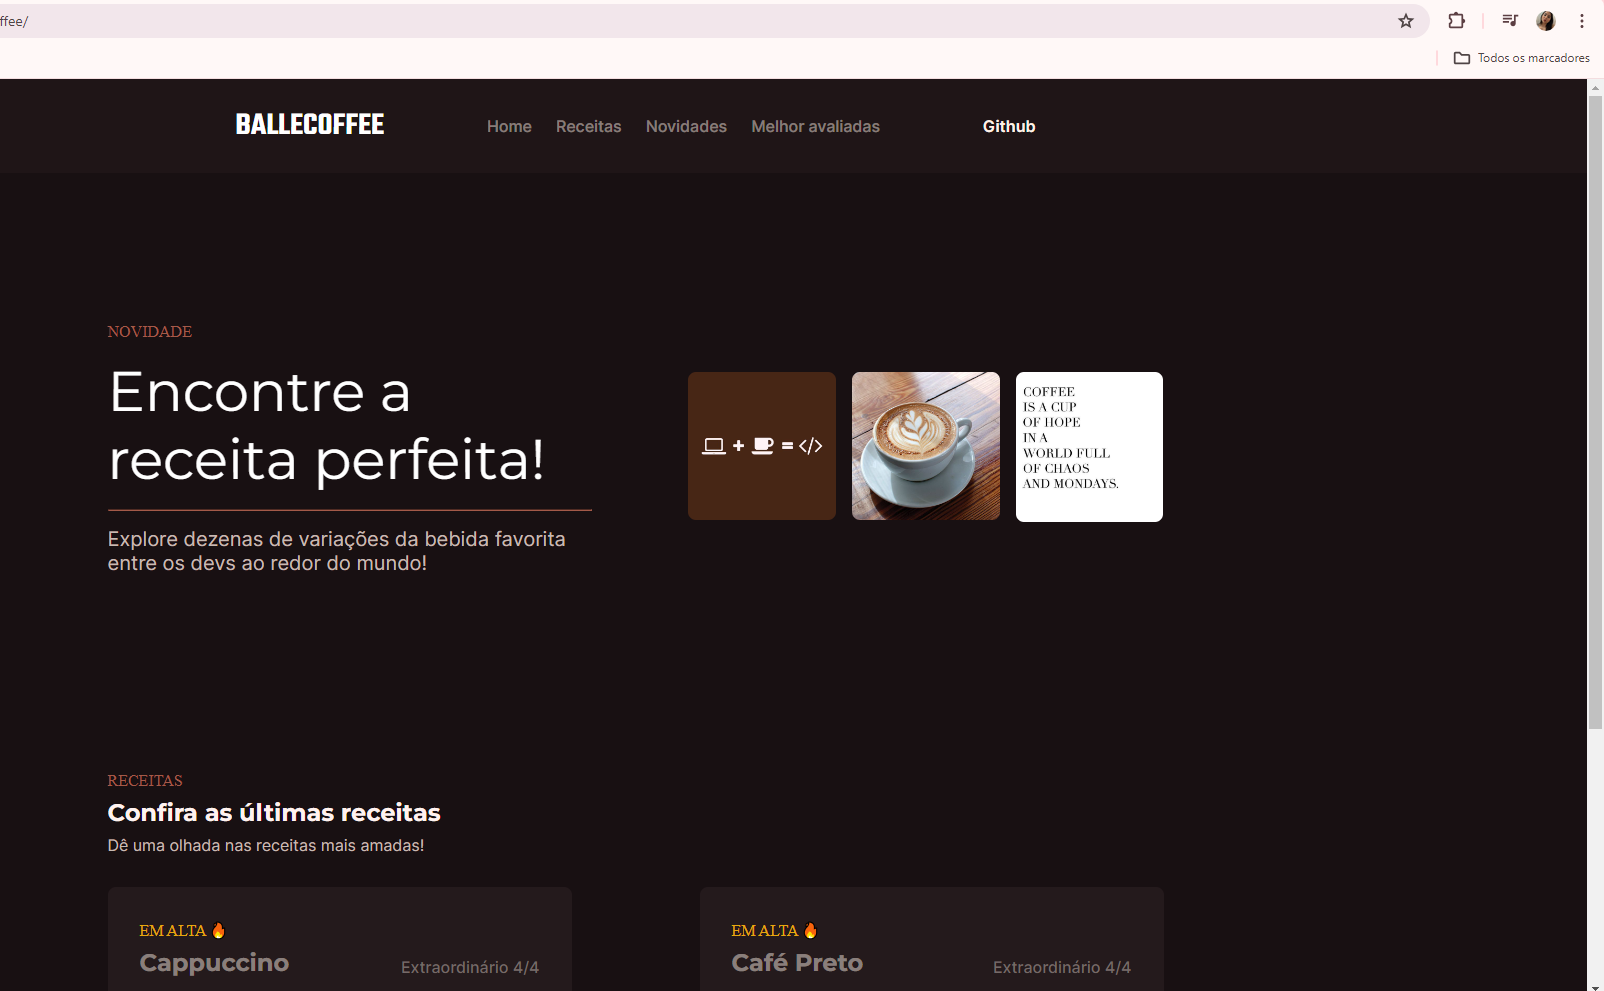 ffee/
Todos os marcadores
BALLECOFFEE
Home
Receitas
Novidades
Melhor avaliadas
Github
NOVIDADE
Encontre a
receita perfeita!
Explore dezenas de variações da bebida favorita
entre os devs ao redor do mundo!
+ = </>
COFFEE
IS A CUP
OF HOPE
IN A
WORLD FULL
OF CHAOS
AND MONDAYS.
RECEITAS
Confira as últimas receitas
Dê uma olhada nas receitas mais amadas!
EM ALTA 🔥
Cappuccino
Extraordinário 4/4
EM ALTA 🔥
Café Preto
Extraordinário 4/4